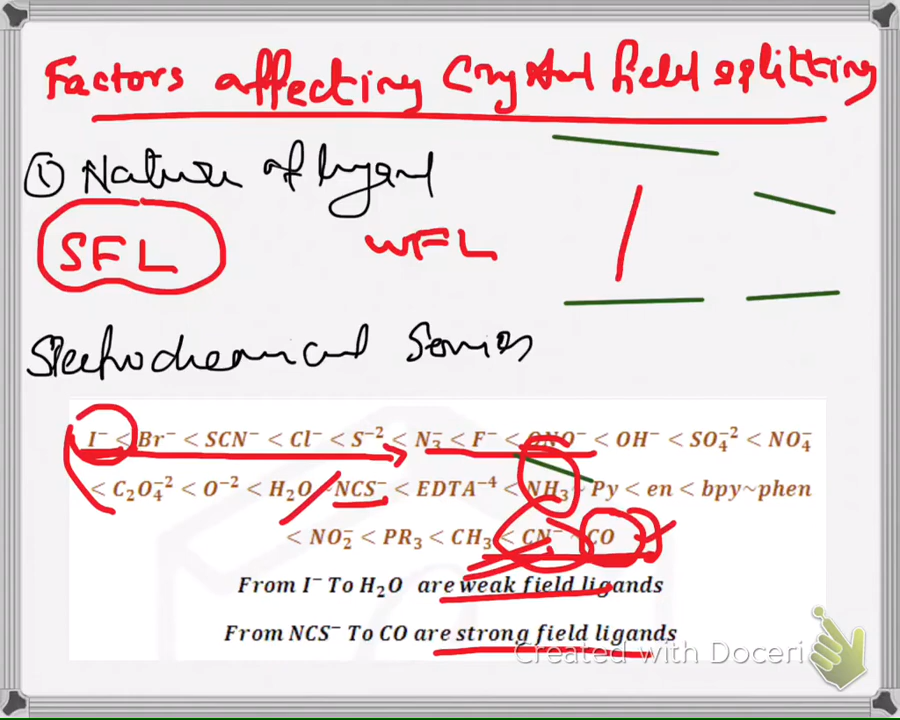 Factors affecting Crystal field splitting
① Nature of ligand
SFL WFL
Spectrochemical Series
I⁻ < Br⁻ < SCN⁻ < Cl⁻ < S⁻² < N₃⁻ < F⁻ < ONO⁻ < OH⁻ < SO₄⁻² < NO₄⁻
< C₂O₄⁻² < O⁻² < H₂O NCS⁻ < EDTA⁻⁴ < NH₃ ~ Py < en < bpy~phen
< NO₂⁻ < PR₃ < CH₃ < CN⁻ CO
From I⁻ To H₂O are weak field ligands
From NCS⁻ To CO are strong field ligands
Created with Doceri